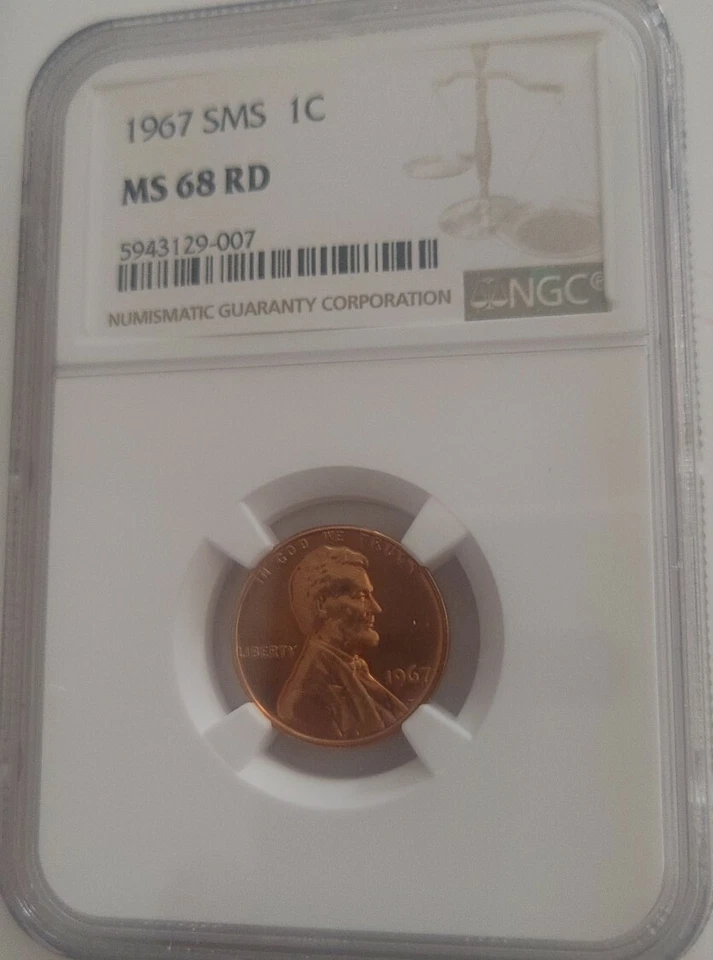 1967 SMS 1C
MS 68 RD
5943129-007
NUMISMATIC GUARANTY CORPORATION
NGC®
IN GOD WE TRUST
LIBERTY
1967